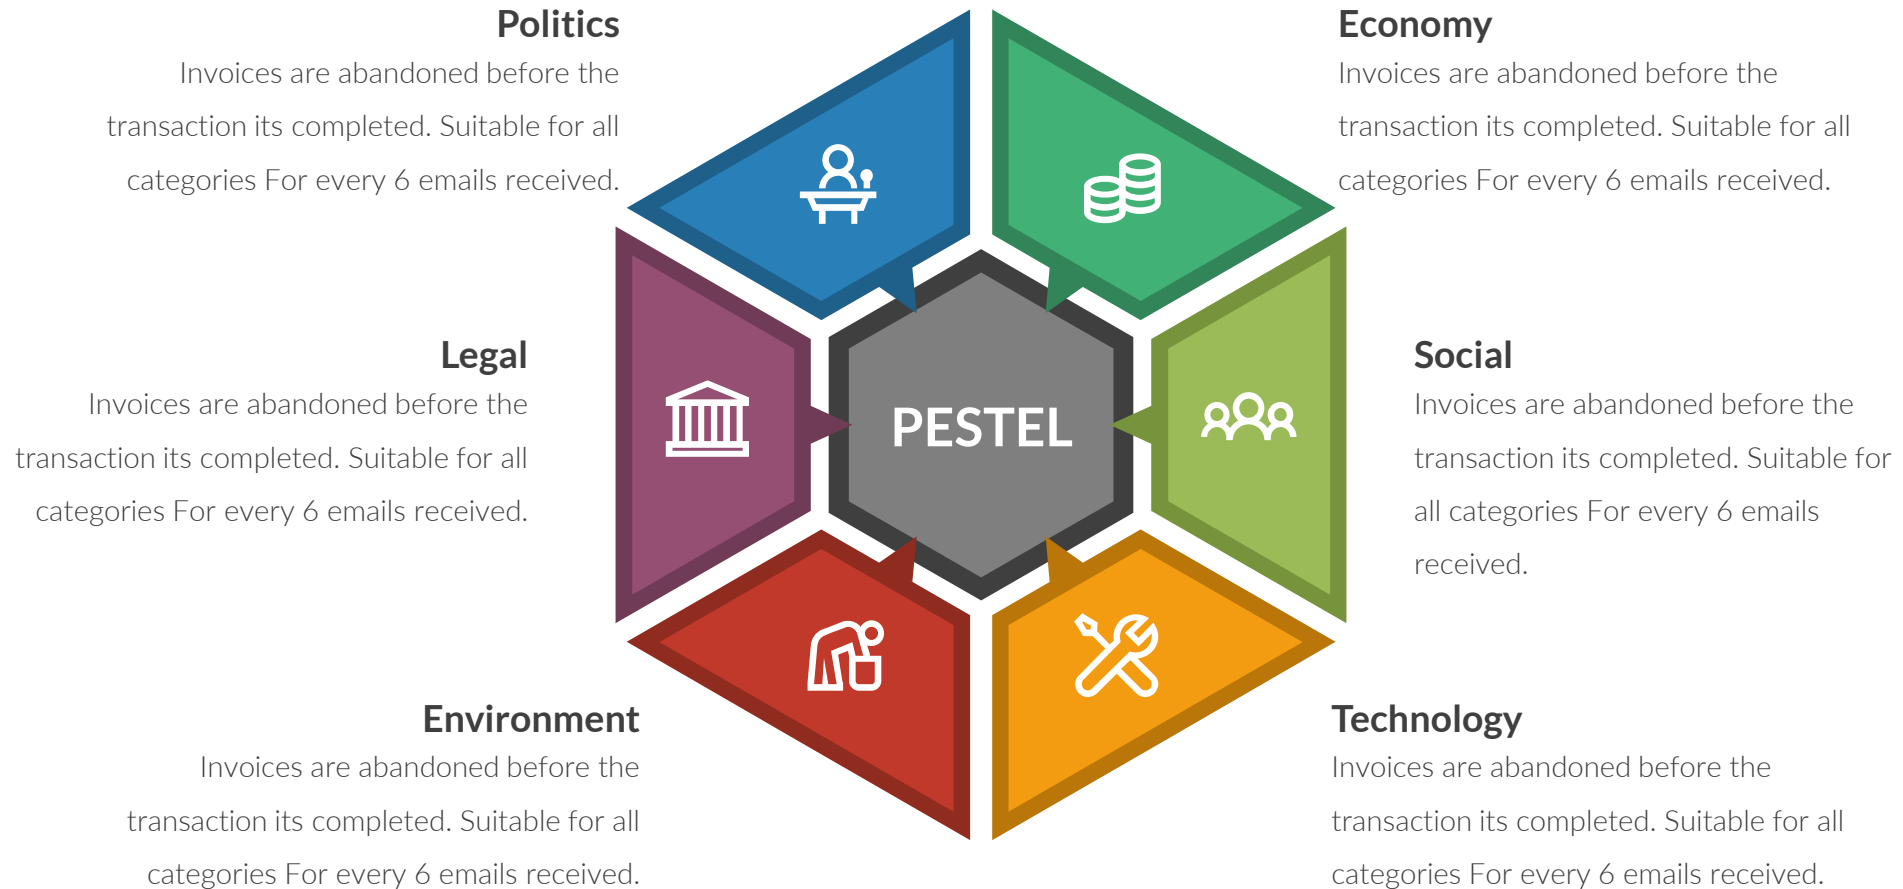 Politics
Invoices are abandoned before the
transaction its completed. Suitable for all
categories For every 6 emails received.
Economy
Invoices are abandoned before the
transaction its completed. Suitable for all
categories For every 6 emails received.
Legal
Invoices are abandoned before the
transaction its completed. Suitable for all
categories For every 6 emails received.
PESTEL
Social
Invoices are abandoned before the
transaction its completed. Suitable for
all categories For every 6 emails
received.
Environment
Invoices are abandoned before the
transaction its completed. Suitable for all
categories For every 6 emails received.
Technology
Invoices are abandoned before the
transaction its completed. Suitable for all
categories For every 6 emails received.